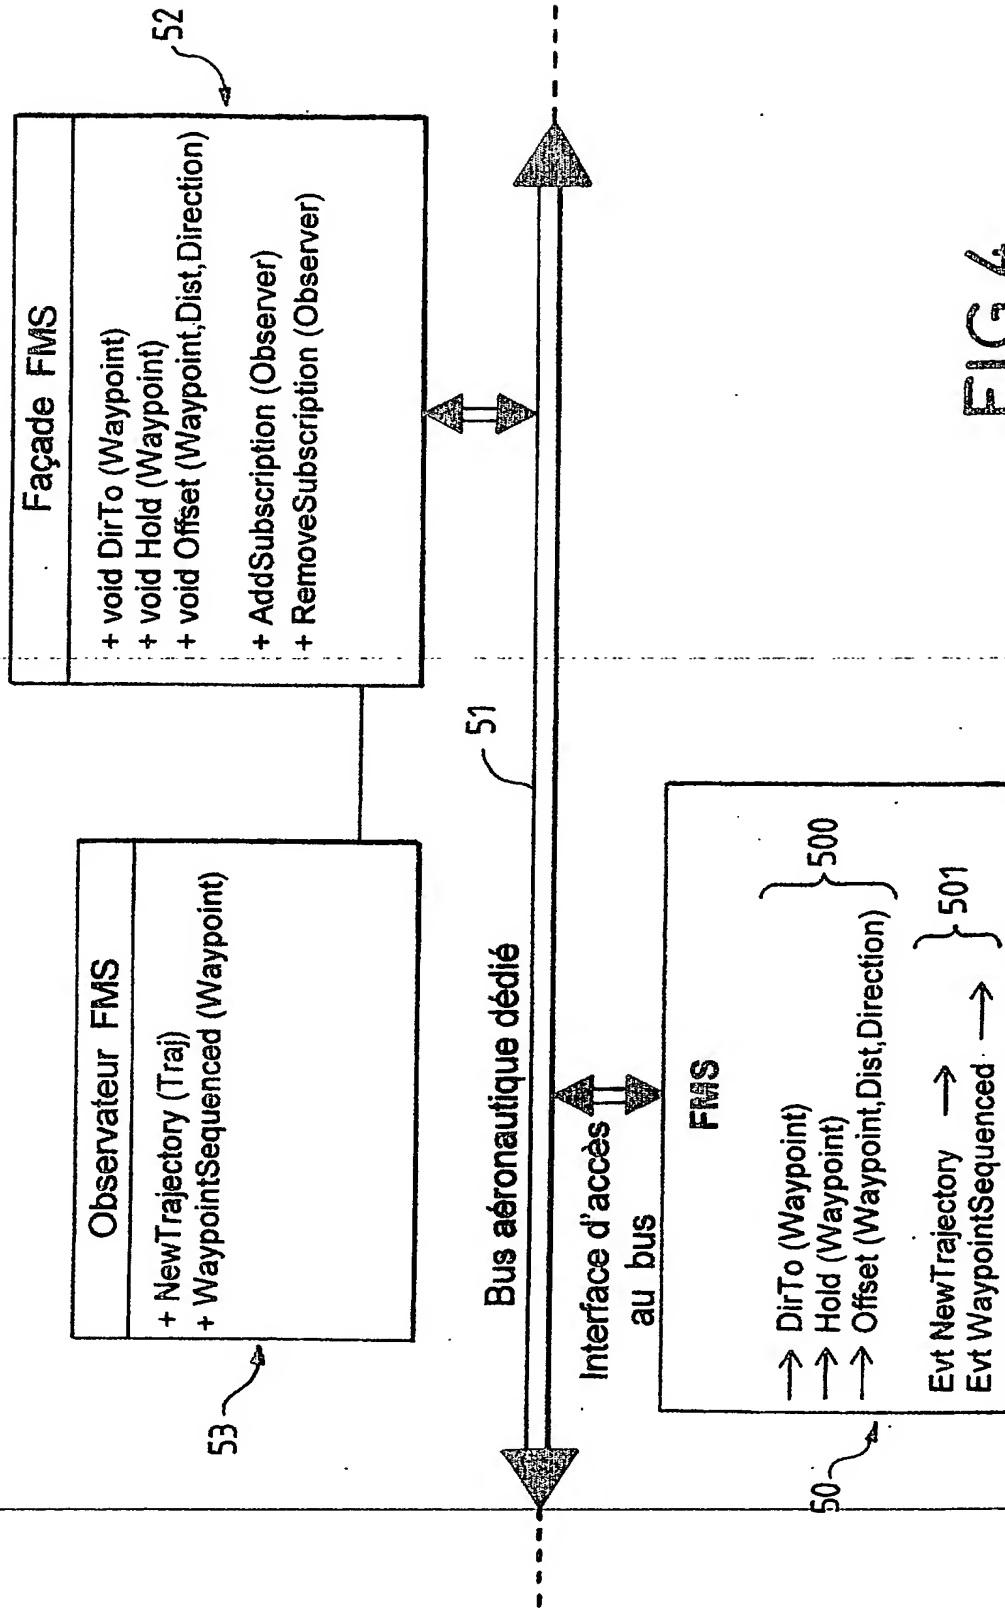 Observateur FMS
+ NewTrajectory (Traj)
+ WaypointSequenced (Waypoint)
53
Façade FMS
+ void DirTo (Waypoint)
+ void Hold (Waypoint)
+ void Offset (Waypoint,Dist,Direction)
+ AddSubscription (Observer)
+ RemoveSubscription (Observer)
52
Bus aéronautique dédié
51
Interface d'accès
au bus
FMS
→ DirTo (Waypoint)
→ Hold (Waypoint)
→ Offset (Waypoint,Dist,Direction)
500
Evt NewTrajectory →
Evt WaypointSequenced →
501
50
FIG 4